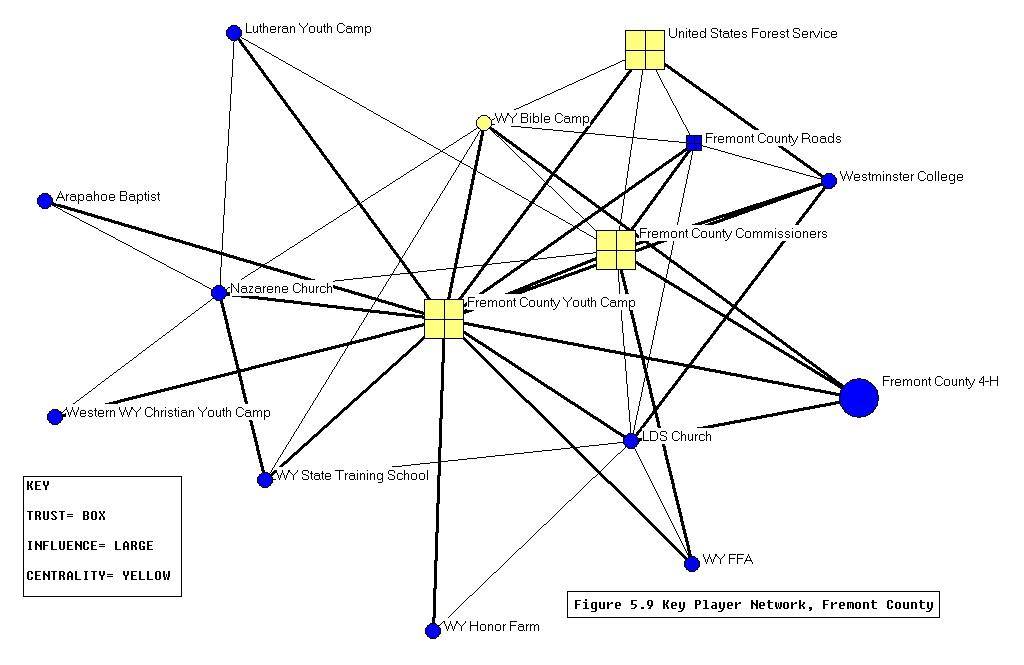 Lutheran Youth Camp
United States Forest Service
WY Bible Camp
Fremont County Roads
Westminster College
Arapahoe Baptist
Fremont County Commissioners
Nazarene Church
Fremont County Youth Camp
Fremont County 4-H
Western WY Christian Youth Camp
LDS Church
WY State Training School
KEY
TRUST= BOX
INFLUENCE= LARGE
CENTRALITY= YELLOW
WY FFA
Figure 5.9 Key Player Network, Fremont County
WY Honor Farm